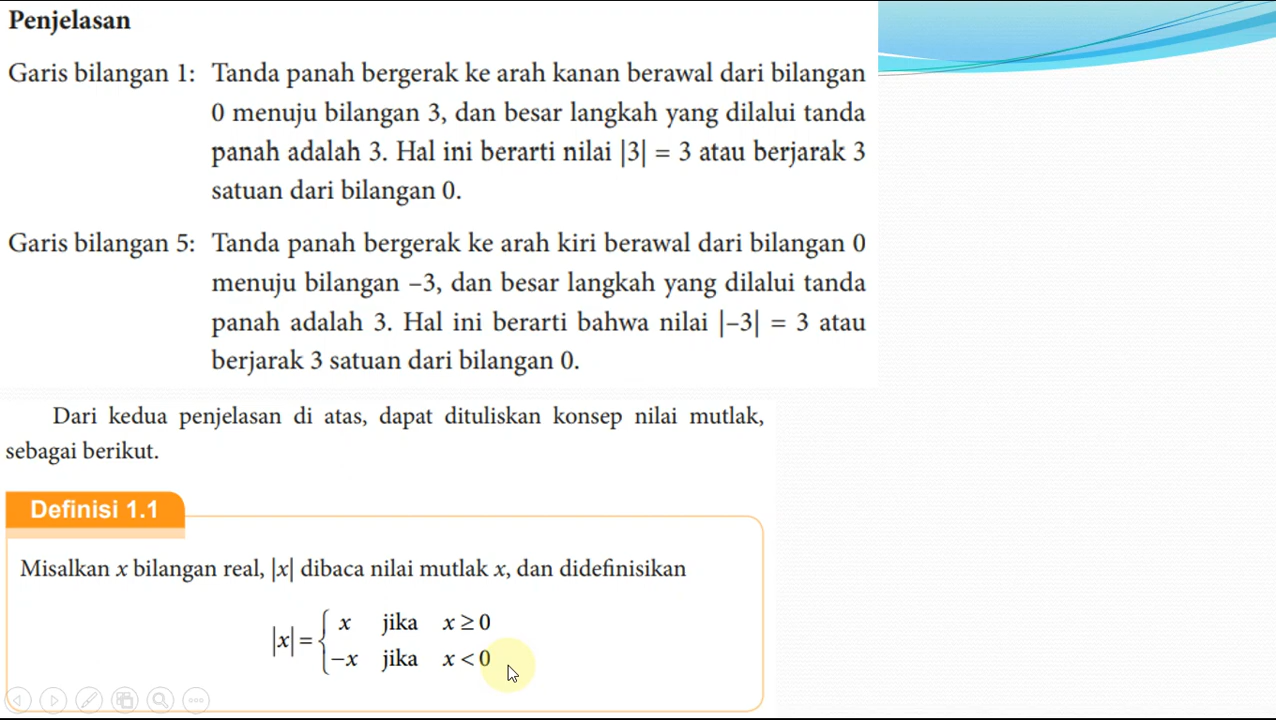 Penjelasan
Garis bilangan 1: Tanda panah bergerak ke arah kanan berawal dari bilangan
0 menuju bilangan 3, dan besar langkah yang dilalui tanda
panah adalah 3. Hal ini berarti nilai |3| = 3 atau berjarak 3
satuan dari bilangan 0.
Garis bilangan 5: Tanda panah bergerak ke arah kiri berawal dari bilangan 0
menuju bilangan –3, dan besar langkah yang dilalui tanda
panah adalah 3. Hal ini berarti bahwa nilai |–3| = 3 atau
berjarak 3 satuan dari bilangan 0.
Dari kedua penjelasan di atas, dapat dituliskan konsep nilai mutlak,
sebagai berikut.
Definisi 1.1
Misalkan x bilangan real, |x| dibaca nilai mutlak x, dan didefinisikan
|x| = { x jika x ≥ 0
−x jika x < 0